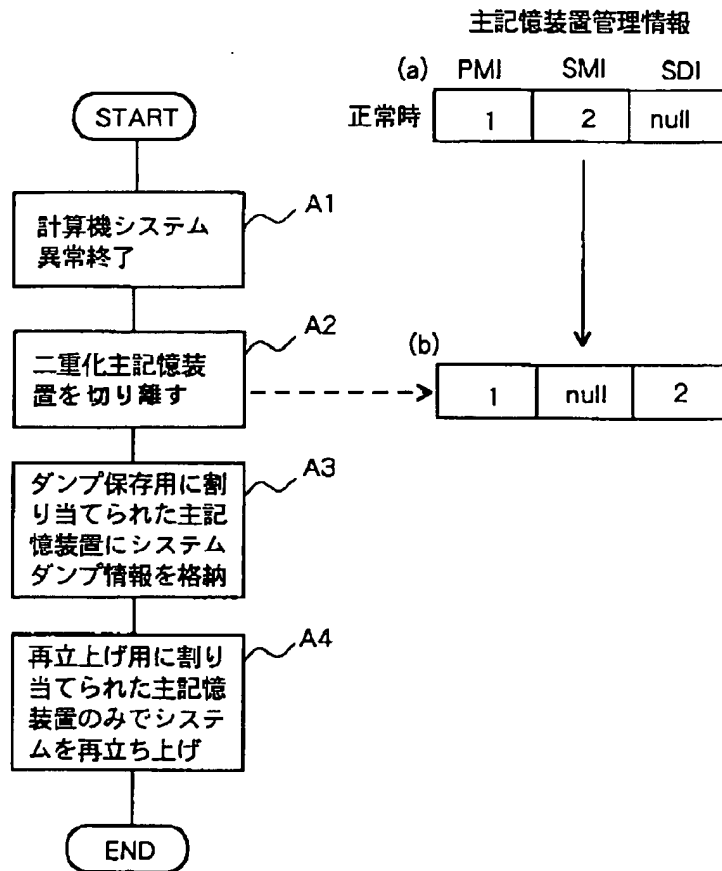 主記憶装置管理情報
(a) PMI SMI SDI
正常時 1 2 null
START
A1
計算機システム
異常終了
A2
二重化主記憶装
置を切り離す
(b)
1 null 2
A3
ダンプ保存用に割
り当てられた主記
憶装置にシステム
ダンプ情報を格納
A4
再立上げ用に割り
当てられた主記憶
装置のみでシステ
ムを再立ち上げ
END